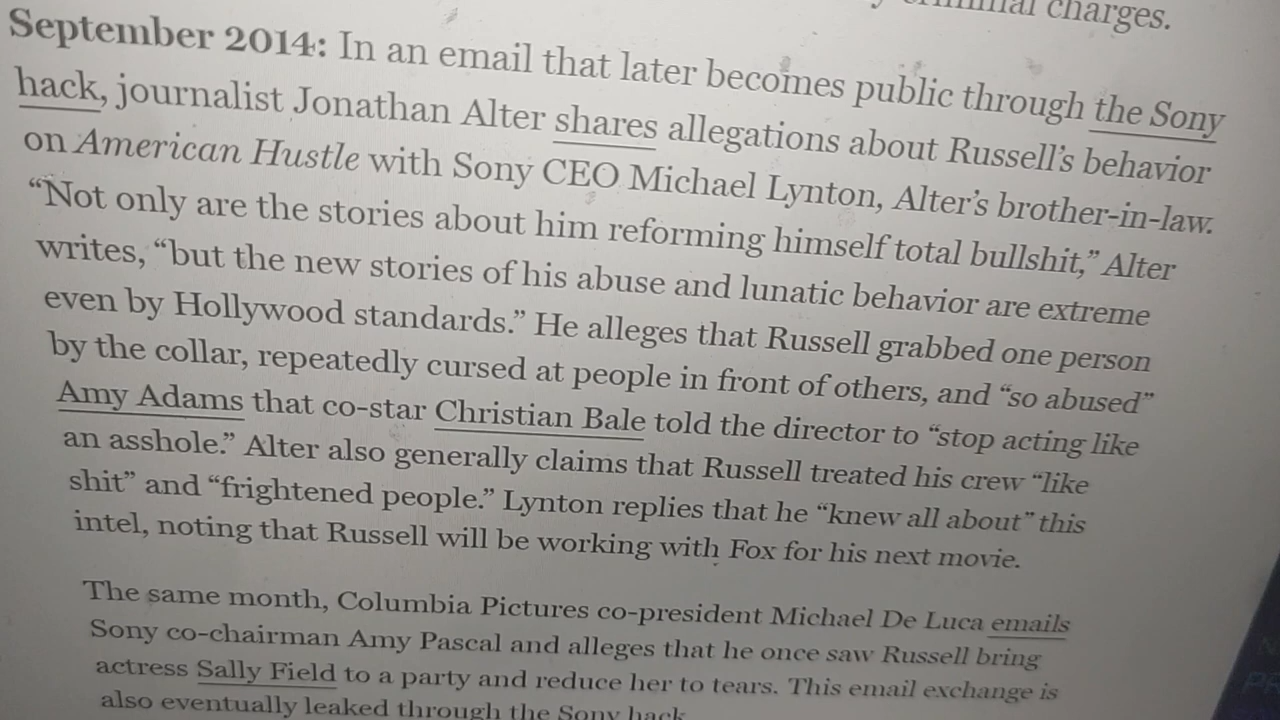 criminal charges.
September 2014: In an email that later becomes public through the Sony
hack, journalist Jonathan Alter shares allegations about Russell’s behavior
on American Hustle with Sony CEO Michael Lynton, Alter’s brother-in-law.
“Not only are the stories about him reforming himself total bullshit,” Alter
writes, “but the new stories of his abuse and lunatic behavior are extreme
even by Hollywood standards.” He alleges that Russell grabbed one person
by the collar, repeatedly cursed at people in front of others, and “so abused”
Amy Adams that co-star Christian Bale told the director to “stop acting like
an asshole.” Alter also generally claims that Russell treated his crew “like
shit” and “frightened people.” Lynton replies that he “knew all about” this
intel, noting that Russell will be working with Fox for his next movie.
The same month, Columbia Pictures co-president Michael De Luca emails
Sony co-chairman Amy Pascal and alleges that he once saw Russell bring
actress Sally Field to a party and reduce her to tears. This email exchange is
also eventually leaked through the Sony hack